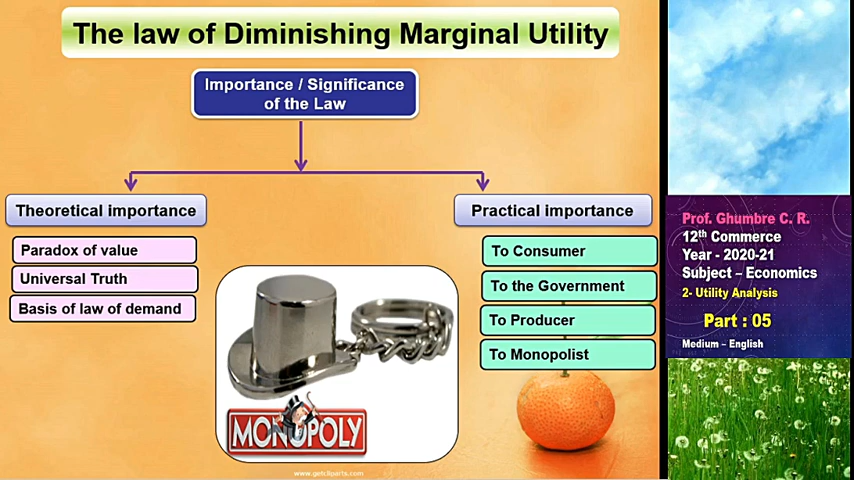 The law of Diminishing Marginal Utility
Importance / Significance
of the Law
Theoretical importance
Paradox of value
Universal Truth
Basis of law of demand
Practical importance
To Consumer
To the Government
To Producer
To Monopolist
MONOPOLY
www.getcliparts.com
Prof. Ghumbre C. R.
12th Commerce
Year - 2020-21
Subject – Economics
2- Utility Analysis
Part : 05
Medium – English